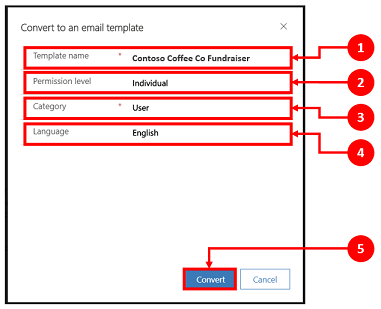 Convert to an email template
Template name * Contoso Coffee Co Fundraiser
1
Permission level Individual
2
Category * User
3
Language English
4
5
Convert Cancel